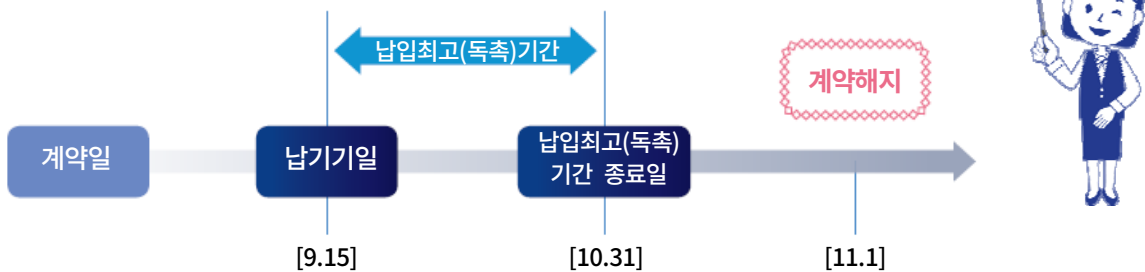 납입최고(독촉)기간
계약해지
계약일
납기기일
납입최고(독촉)
기간 종료일
[9.15]
[10.31]
[11.1]